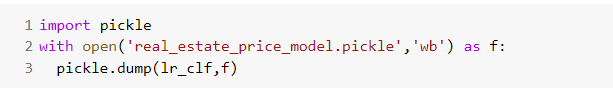 1 import pickle
2 with open('real_estate_price_model.pickle','wb') as f:
3   pickle.dump(lr_clf,f)